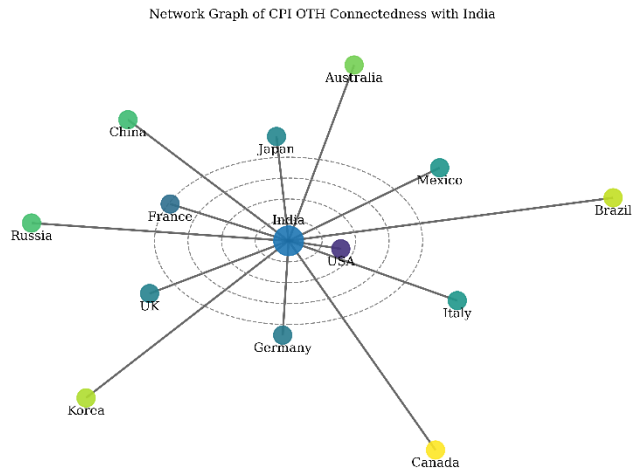 Network Graph of CPI OTH Connectedness with India
Australia
China
Japan
Mexico
Brazil
France
India
Russia
USA
UK
Italy
Germany
Korea
Canada